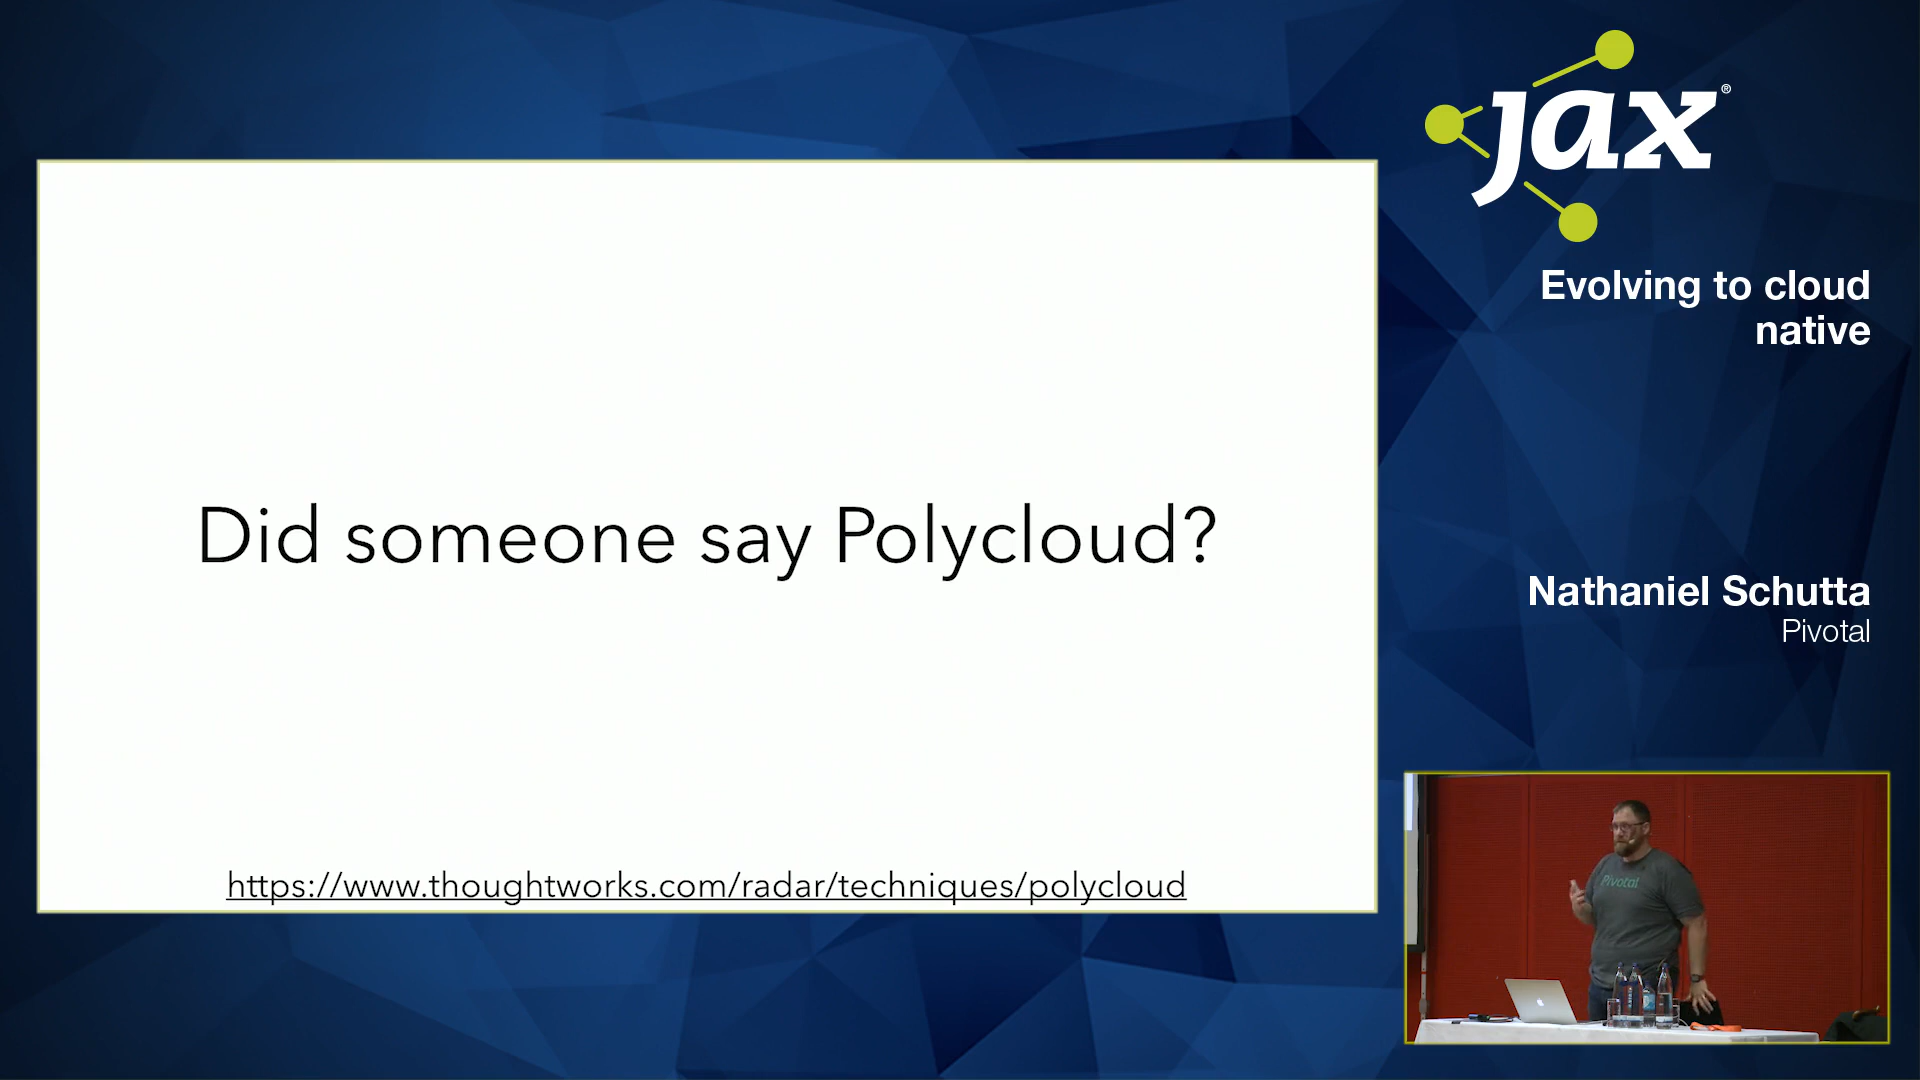 jax®
Evolving to cloud
native
Did someone say Polycloud?
https://www.thoughtworks.com/radar/techniques/polycloud
Nathaniel Schutta
Pivotal
Pivotal